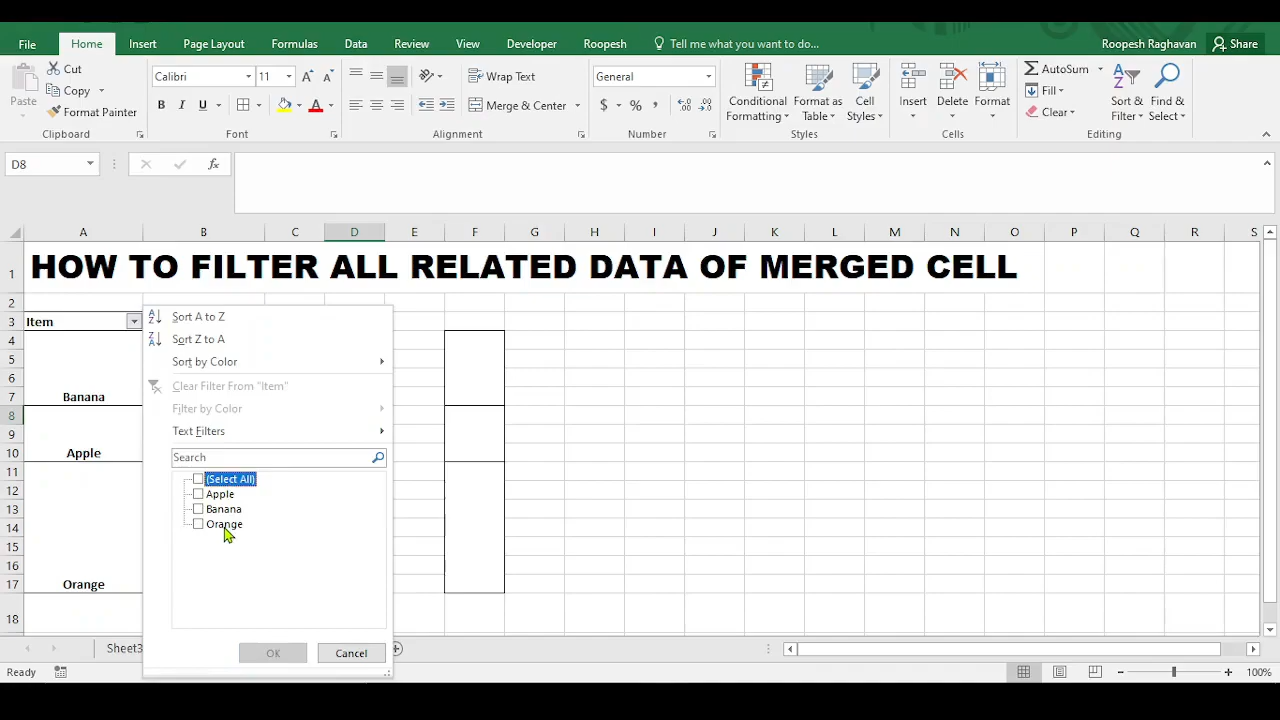 File Home Insert Page Layout Formulas Data Review View Developer Roopesh Tell me what you want to do... Roopesh Raghavan Share
Paste
Cut
Copy
Format Painter
Clipboard
Calibri 11
B I U
Font
Wrap Text
Merge & Center
Alignment
General
$ % ,
Number
Conditional Formatting
Format as Table
Cell Styles
Styles
Insert Delete Format
Cells
AutoSum
Fill
Clear
Sort & Filter
Find & Select
Editing
D8 fx
A B C D E F G H I J K L M N O P Q R S
1 HOW TO FILTER ALL RELATED DATA OF MERGED CELL
2
3 Item
4
5
6
7 Banana
8
9
10 Apple
11
12
13
14
15
16
17 Orange
18
Sort A to Z
Sort Z to A
Sort by Color
Clear Filter From "Item"
Filter by Color
Text Filters
Search
(Select All)
Apple
Banana
Orange
OK Cancel
Sheet3
Ready 100%